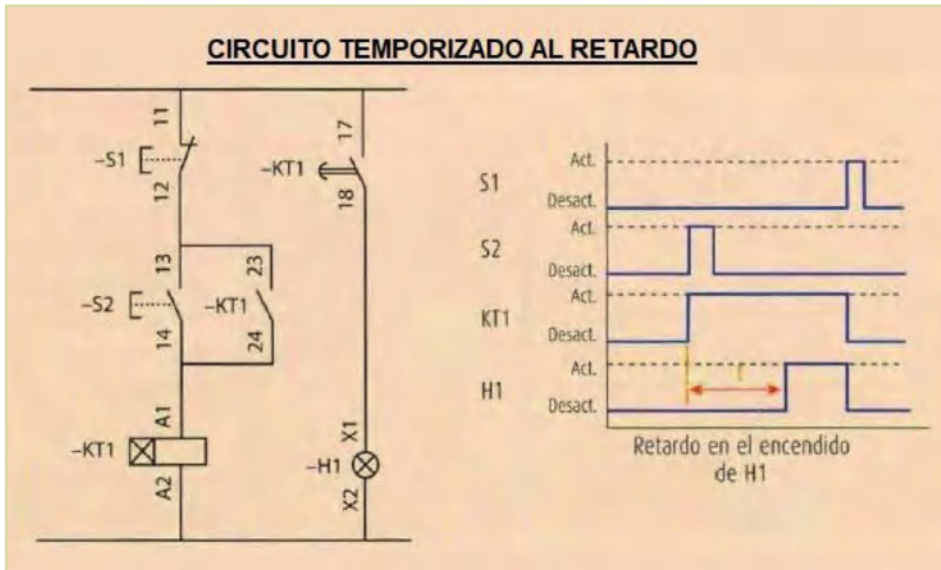 CIRCUITO TEMPORIZADO AL RETARDO
11
–S1
12
13
–S2
14
23
–KT1
24
A1
–KT1
A2
17
–KT1
18
X1
–H1
X2
S1
Act.
Desact.
S2
Act.
Desact.
KT1
Act.
Desact.
H1
Act.
Desact.
t
Retardo en el encendido
de H1